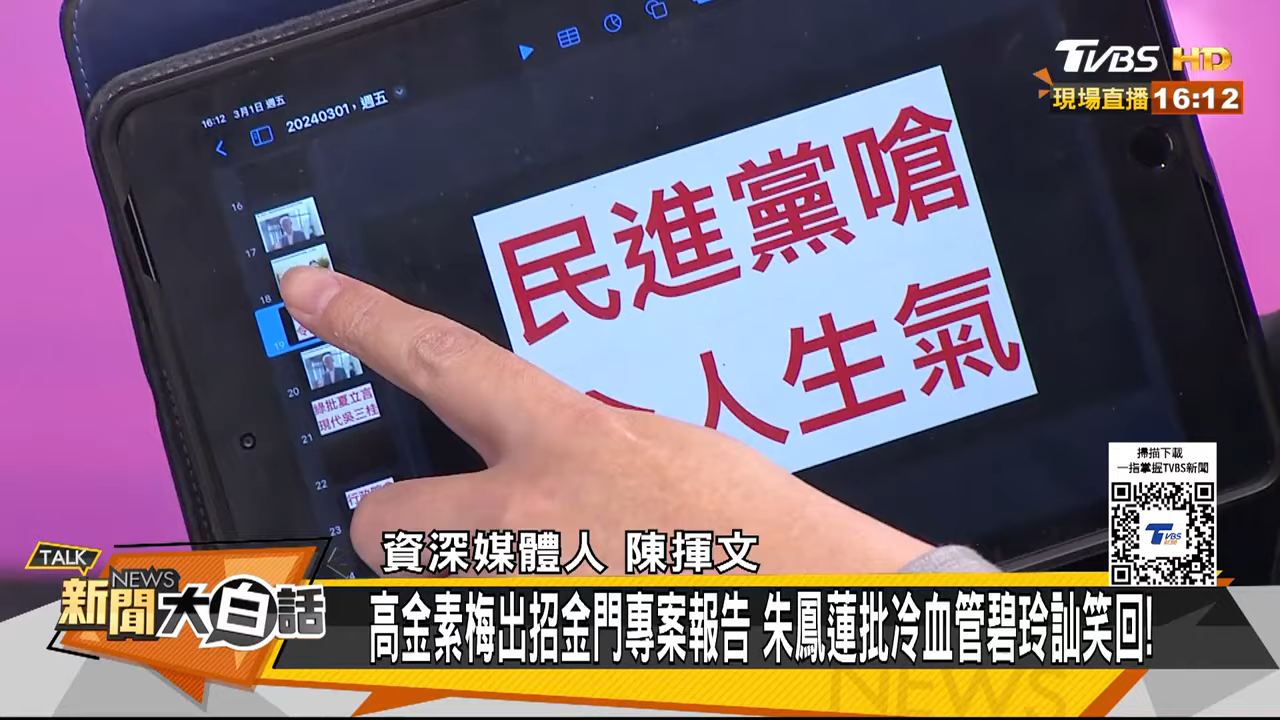 TVBS HD
現場直播 16:12
16:12 3月1日 週五
20240301，週五
民進黨嗆
人生氣
16
17
18
19
20
綠批夏立言
現代吳三桂
21
22
23
掃描下載
一指掌握TVBS新聞
TVBS
資深媒體人 陳揮文
TALK
NEWS
新聞大白話
高金素梅出招金門專案報告 朱鳳蓮批冷血管碧玲訕笑回!
NEWS